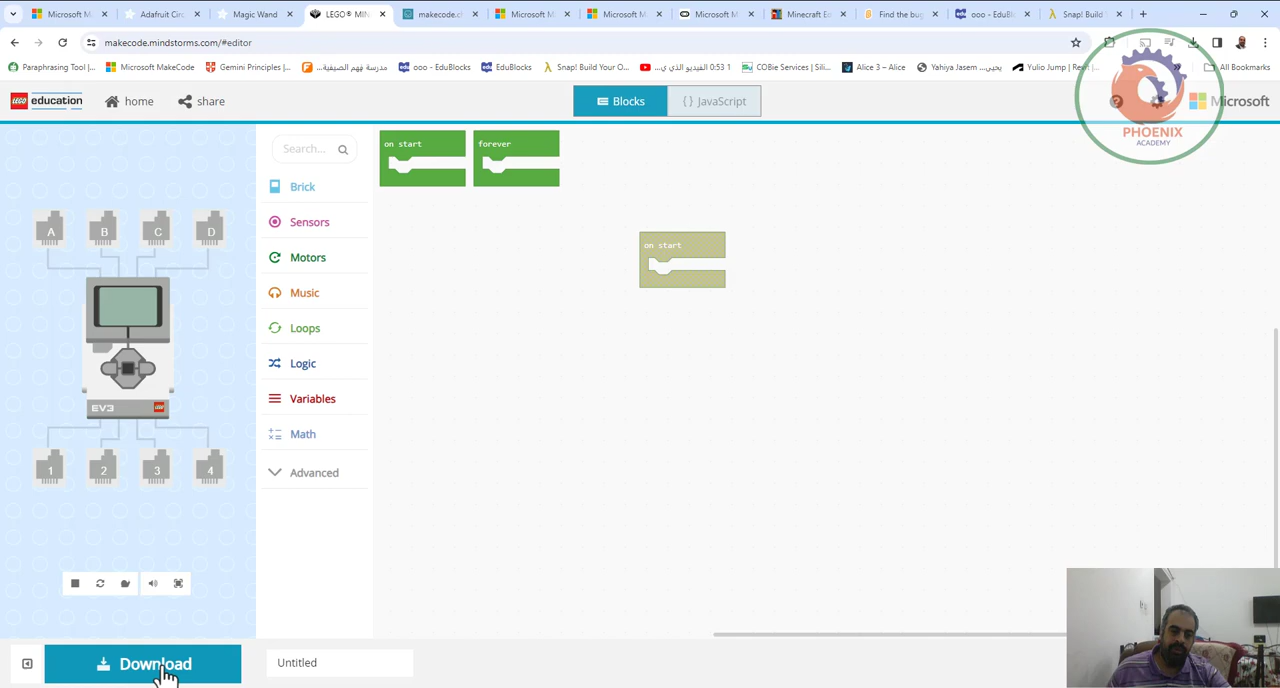 Microsoft M
Adafruit Circ
Magic Wand
LEGO® MIN
makecode.c
Microsoft M
Microsoft M
Microsoft M
Minecraft Ed
Find the bug
ooo - EduBl
Snap! Build
makecode.mindstorms.com/#editor
Paraphrasing Tool |...
Microsoft MakeCode
Gemini Principles |...
مدرسة فهم الصيفية...
ooo - EduBlocks
EduBlocks
Snap! Build Your O...
0:53 الفيديو الذي ي...
COBie Services | Sili...
Alice 3 – Alice
Yahiya Jasem يحيى...
Yulio Jump | Revit |...
All Bookmarks
LEGO education
home
share
Blocks
{ } JavaScript
Microsoft
PHOENIX
ACADEMY
on start
forever
Search...
Brick
Sensors
Motors
Music
Loops
Logic
Variables
Math
Advanced
on start
A
B
C
D
EV3
1
2
3
4
Download
Untitled